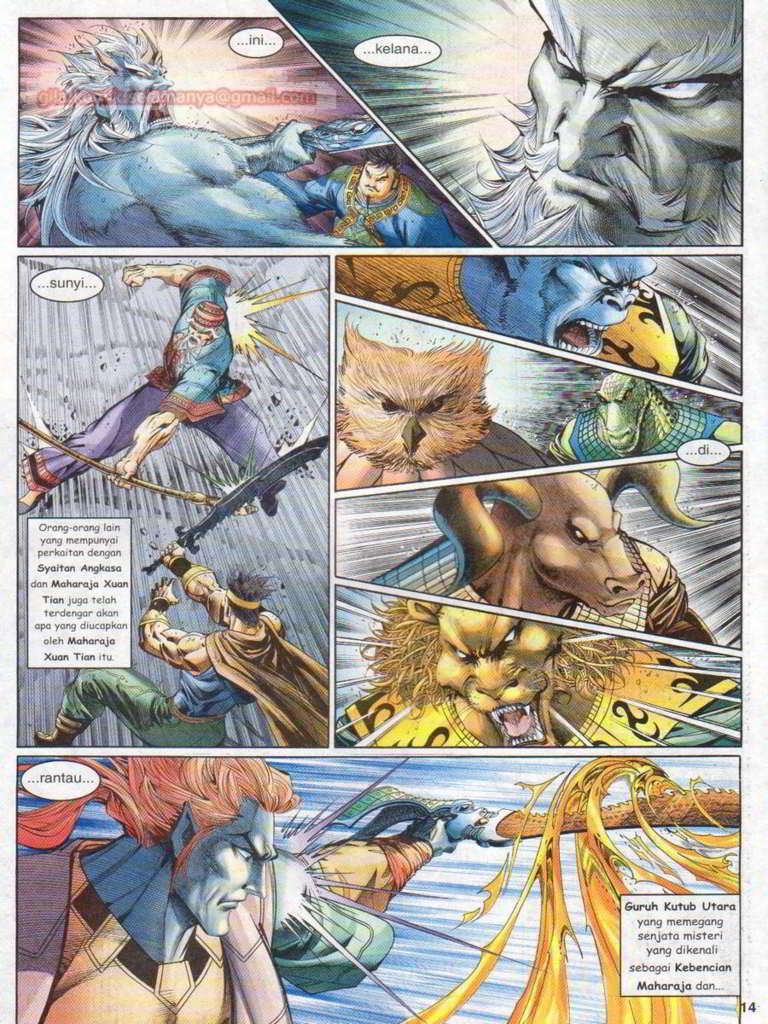 ...ini...
...kelana...
...sunyi...
...di...
Orang-orang lain
yang mempunyai
perkaitan dengan
Syaitan Angkasa
dan Maharaja Xuan
Tian juga telah
terdengar akan
apa yang diucapkan
oleh Maharaja
Xuan Tian itu.
...rantau...
Guruh Kutub Utara
yang memegang
senjata misteri
yang dikenali
sebagai Kebencian
Maharaja dan...
14